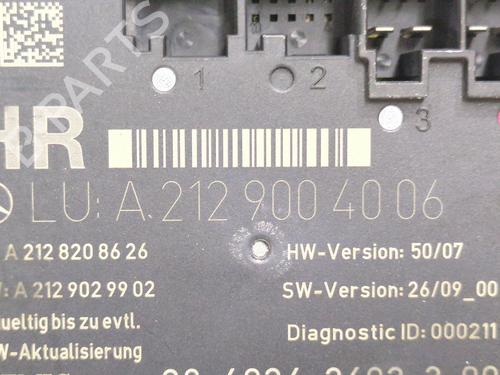 1 2
3
HR
LU: A 212 900 40 06
A 212 820 86 26 HW-Version: 50/07
: A 212 902 99 02 SW-Version: 26/09_00
ueltig bis zu evtl. Diagnostic ID: 000211
W-Aktualisierung
B-PARTS